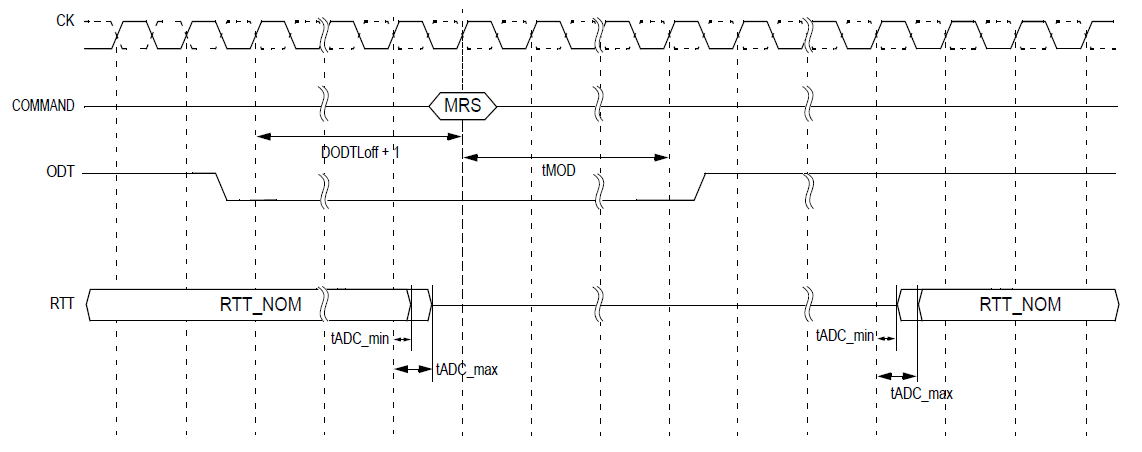 CK
COMMAND
MRS
DODTLoff + 1
tMOD
ODT
RTT
RTT_NOM
RTT_NOM
tADC_min
tADC_min
tADC_max
tADC_max